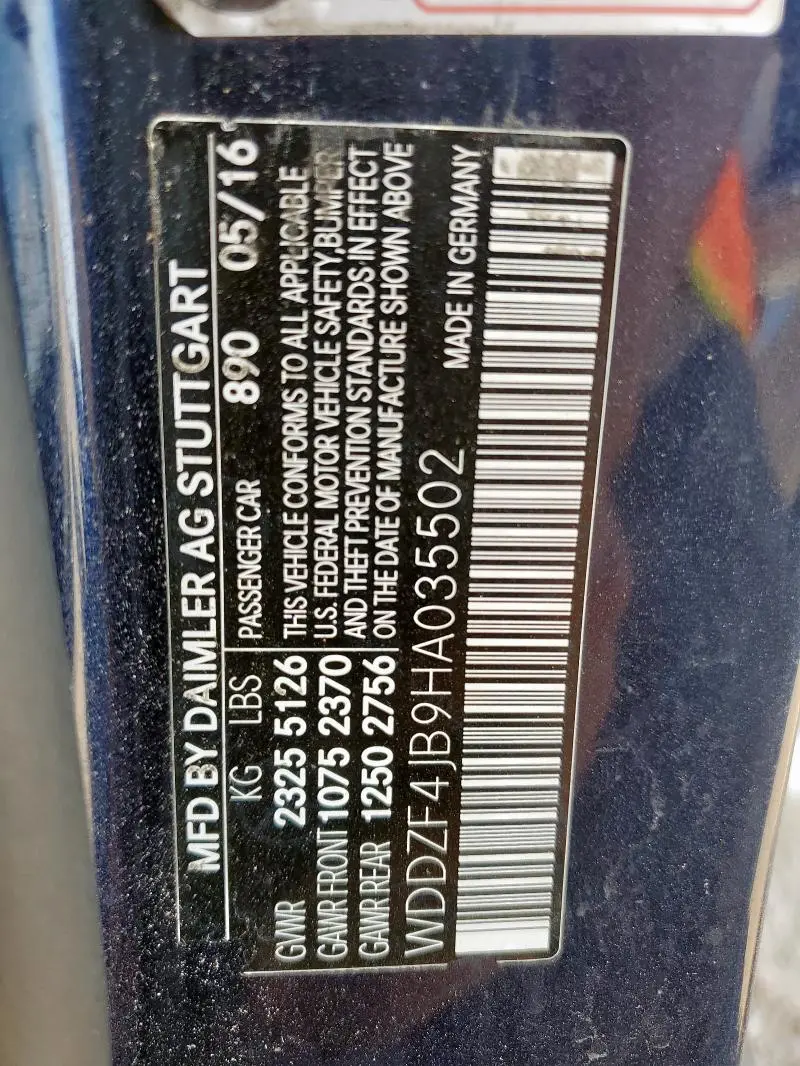 MFD BY DAIMLER AG STUTTGART
KG LBS PASSENGER CAR 890 05/16
GVWR 2325 5126
GAWR FRONT 1075 2370
GAWR REAR 1250 2756
THIS VEHICLE CONFORMS TO ALL APPLICABLE
U.S. FEDERAL MOTOR VEHICLE SAFETY, BUMPER
AND THEFT PREVENTION STANDARDS IN EFFECT
ON THE DATE OF MANUFACTURE SHOWN ABOVE
WDDZF4JB9HA035502 MADE IN GERMANY